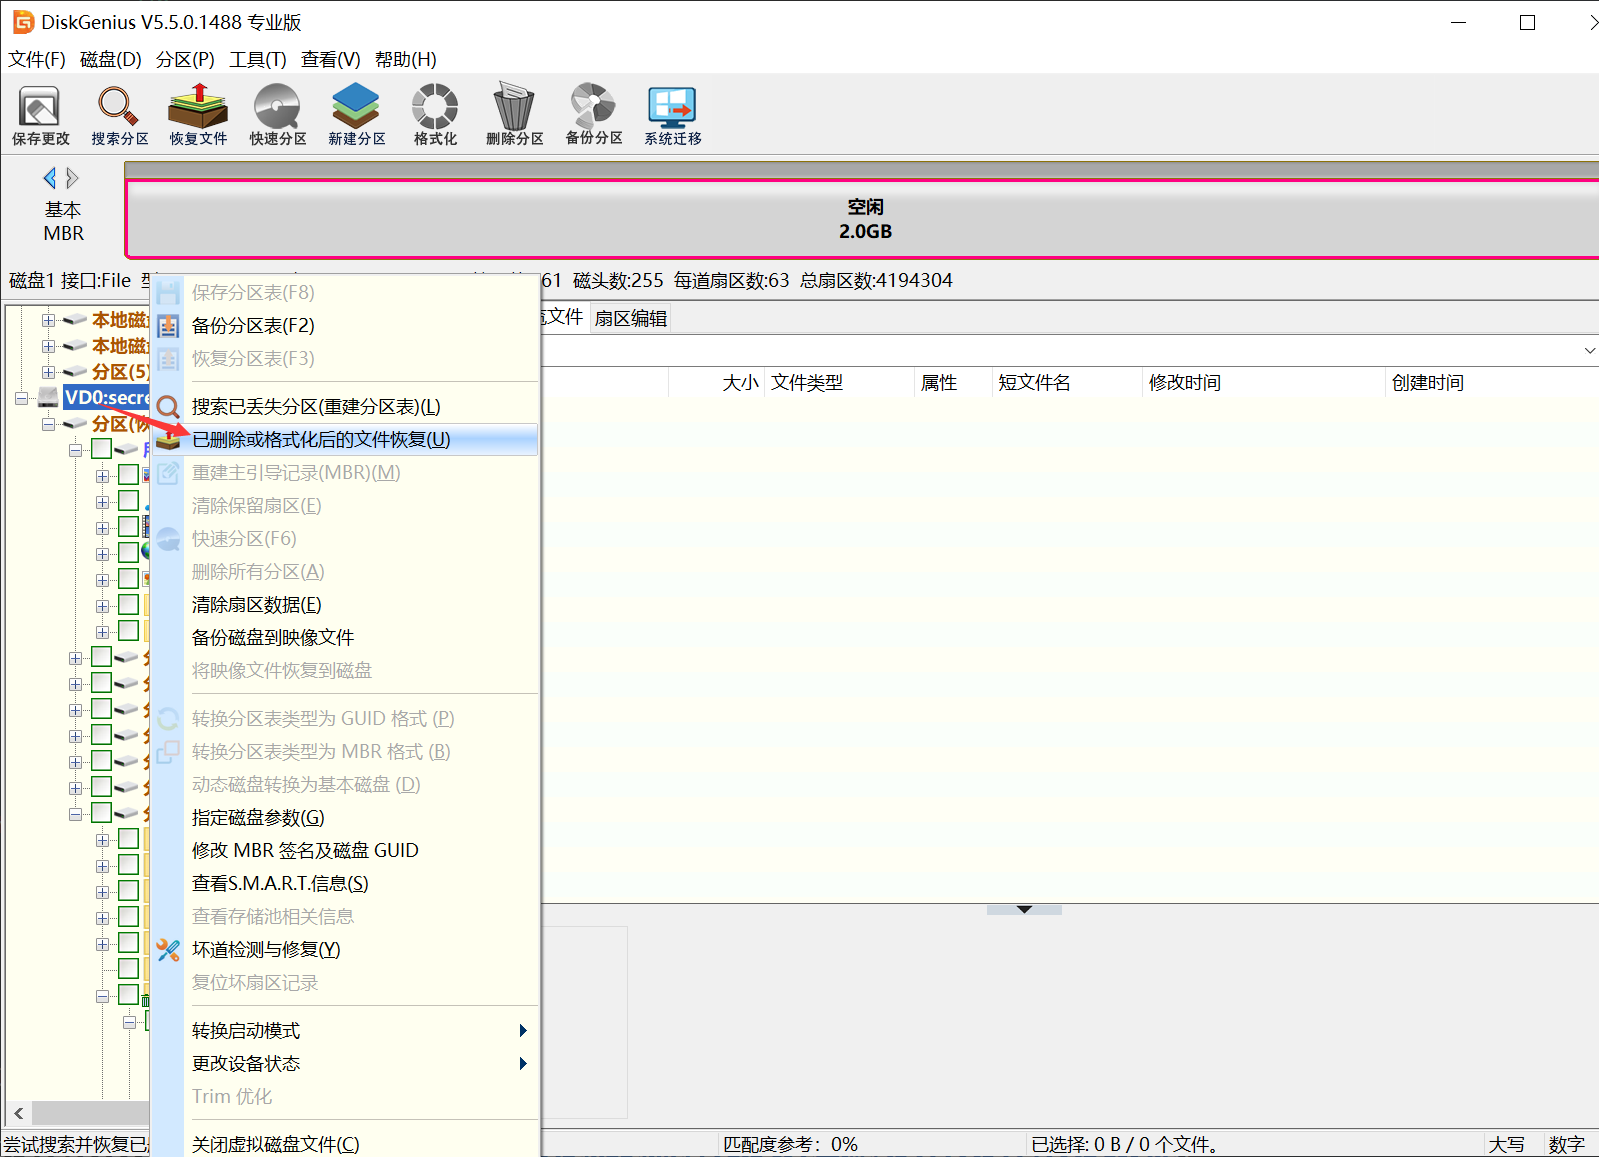 DiskGenius V5.5.0.1488 专业版
文件(F) 磁盘(D) 分区(P) 工具(T) 查看(V) 帮助(H)
保存更改 搜索分区 恢复文件 快速分区 新建分区 格式化 删除分区 备份分区 系统迁移
基本
MBR
空闲
2.0GB
磁盘1 接口:File 61 磁头数:255 每道扇区数:63 总扇区数:4194304
本地磁
本地磁
分区(5)
VD0:secre
分区(
文件 扇区编辑
大小 文件类型 属性 短文件名 修改时间 创建时间
保存分区表(F8)
备份分区表(F2)
恢复分区表(F3)
搜索已丢失分区(重建分区表)(L)
已删除或格式化后的文件恢复(U)
重建主引导记录(MBR)(M)
清除保留扇区(E)
快速分区(F6)
删除所有分区(A)
清除扇区数据(E)
备份磁盘到映像文件
将映像文件恢复到磁盘
转换分区表类型为 GUID 格式 (P)
转换分区表类型为 MBR 格式 (B)
动态磁盘转换为基本磁盘 (D)
指定磁盘参数(G)
修改 MBR 签名及磁盘 GUID
查看S.M.A.R.T.信息(S)
查看存储池相关信息
坏道检测与修复(Y)
复位坏扇区记录
转换启动模式
更改设备状态
Trim 优化
关闭虚拟磁盘文件(C)
尝试搜索并恢复已 匹配度参考：0% 已选择: 0 B / 0 个文件。 大写 数字